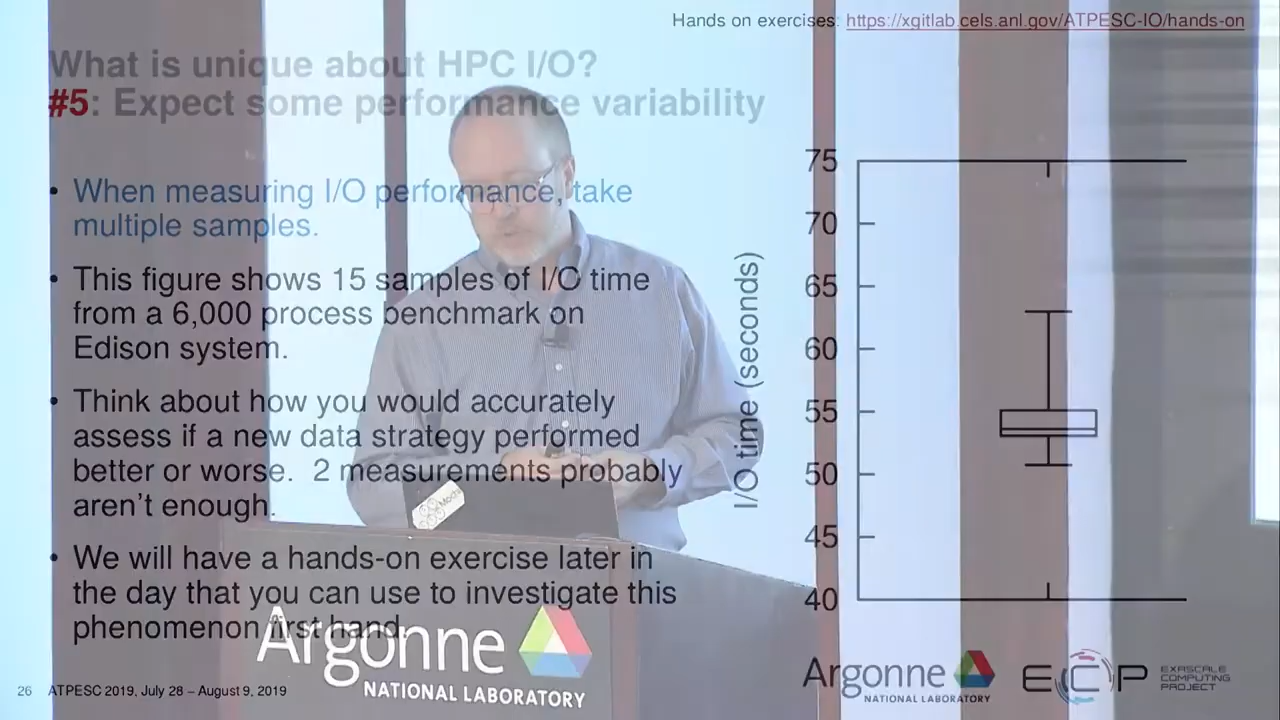 Hands on exercises: https://xgitlab.cels.anl.gov/ATPESC-IO/hands-on
What is unique about HPC I/O?
#5: Expect some performance variability
• When measuring I/O performance, take
multiple samples.
• This figure shows 15 samples of I/O time
from a 6,000 process benchmark on
Edison system.
• Think about how you would accurately
assess if a new data strategy performed
better or worse. 2 measurements probably
aren't enough.
• We will have a hands-on exercise later in
the day that you can use to investigate this
phenomenon first hand.
75
70
65
60
55
50
45
40
I/O time (seconds)
Argonne
NATIONAL LABORATORY
26 ATPESC 2019, July 28 – August 9, 2019
Argonne
NATIONAL LABORATORY
ECP
EXASCALE
COMPUTING
PROJECT